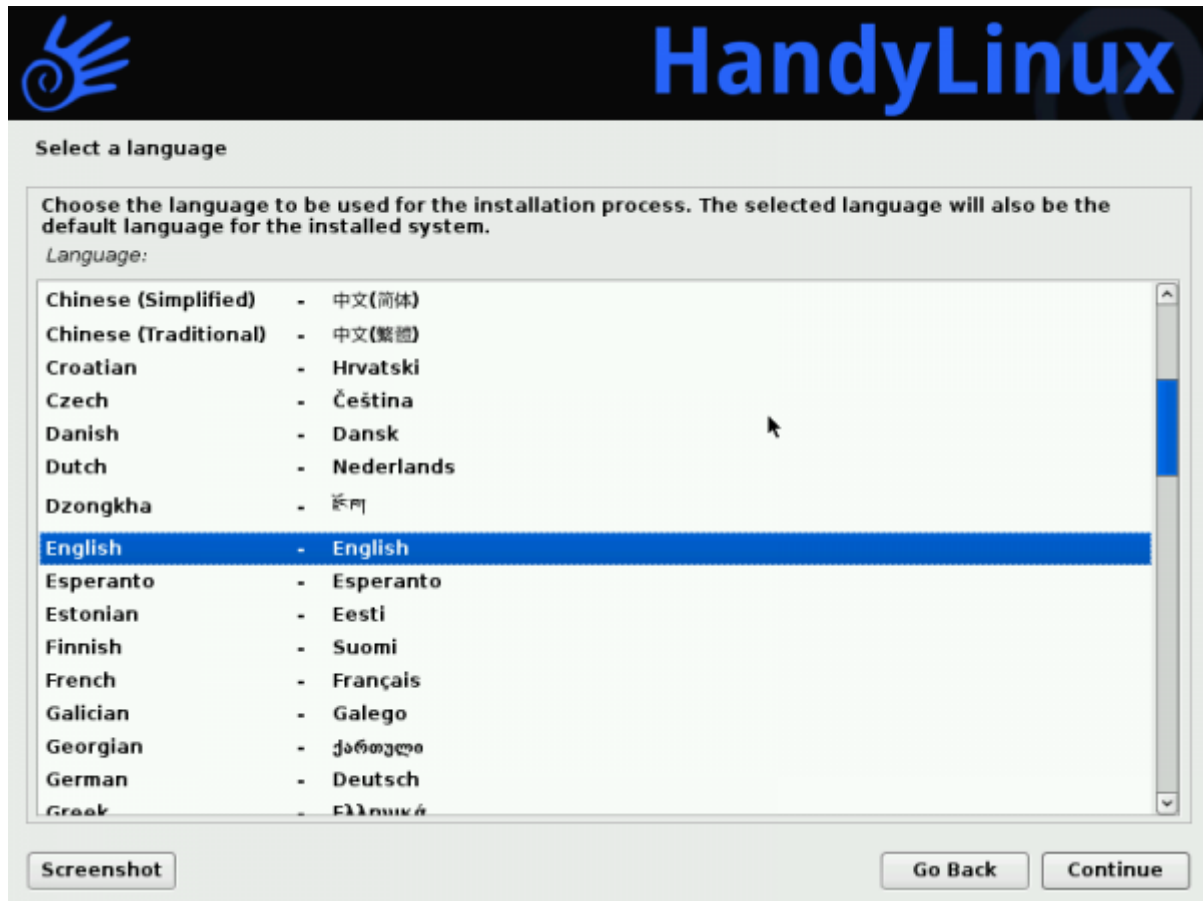 HandyLinux
Select a language
Choose the language to be used for the installation process. The selected language will also be the
default language for the installed system.
Language:
Chinese (Simplified) - 中文(简体)
Chinese (Traditional) - 中文(繁體)
Croatian - Hrvatski
Czech - Čeština
Danish - Dansk
Dutch - Nederlands
Dzongkha - རྫོང་ཁ།
English - English
Esperanto - Esperanto
Estonian - Eesti
Finnish - Suomi
French - Français
Galician - Galego
Georgian - ქართული
German - Deutsch
Greek - Ελληνικά
Screenshot Go Back Continue